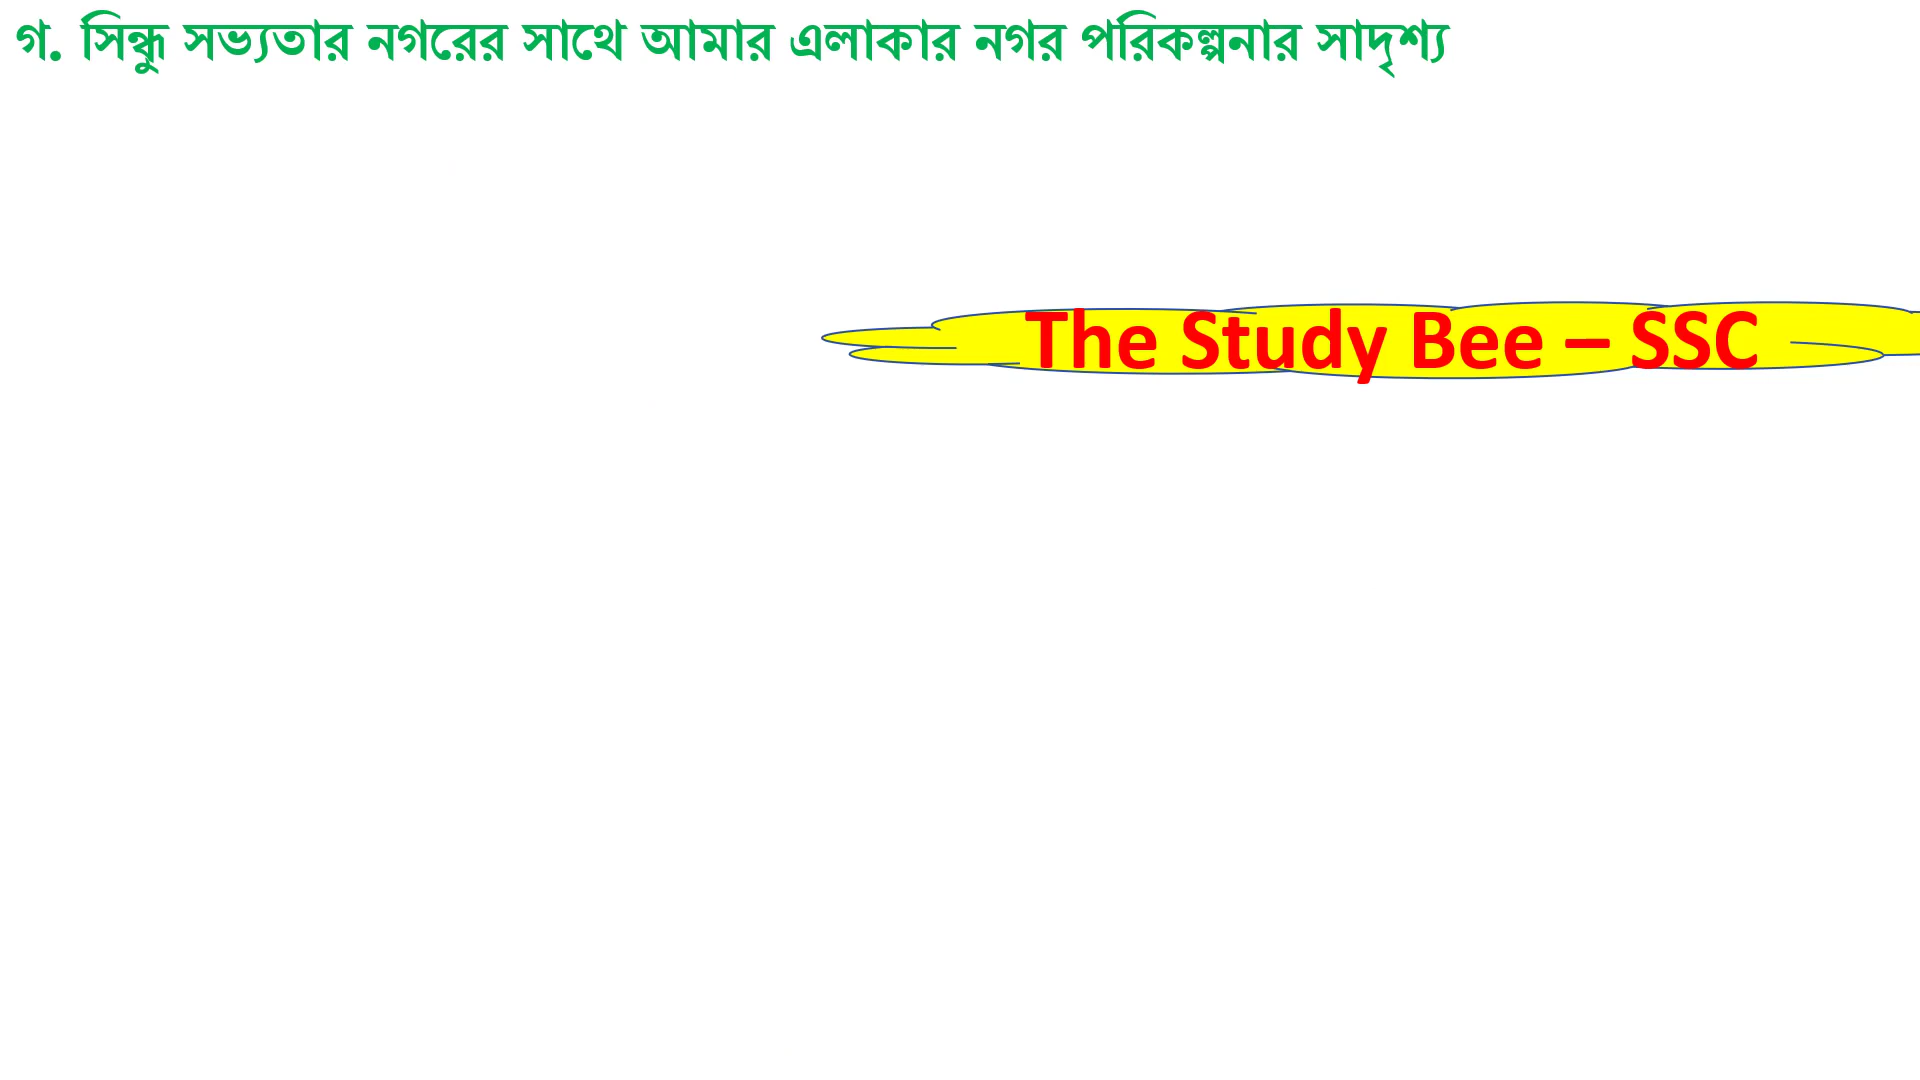 গ. সিন্ধু সভ্যতার নগরের সাথে আমার এলাকার নগর পরিকল্পনার সাদৃশ্য
The Study Bee – SSC